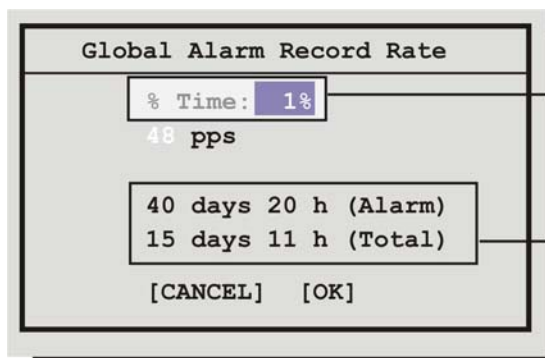 Global Alarm Record Rate
% Time: 1%
48 pps
40 days 20 h (Alarm)
15 days 11 h (Total)
[CANCEL] [OK]